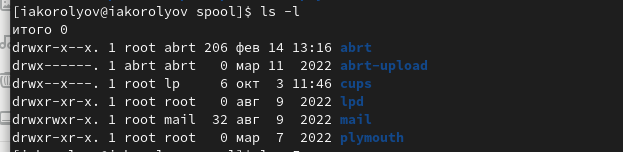 [iakorolyov@iakorolyov spool]$ ls -l
итого 0
drwxr-x--x. 1 root abrt 206 фев 14 13:16 abrt
drwx------. 1 abrt abrt   0 мар 11  2022 abrt-upload
drwx--x---. 1 root lp     6 окт  3 11:46 cups
drwxr-xr-x. 1 root root   0 авг  9  2022 lpd
drwxrwxr-x. 1 root mail  32 авг  9  2022 mail
drwxr-xr-x. 1 root root   0 мар  7  2022 plymouth